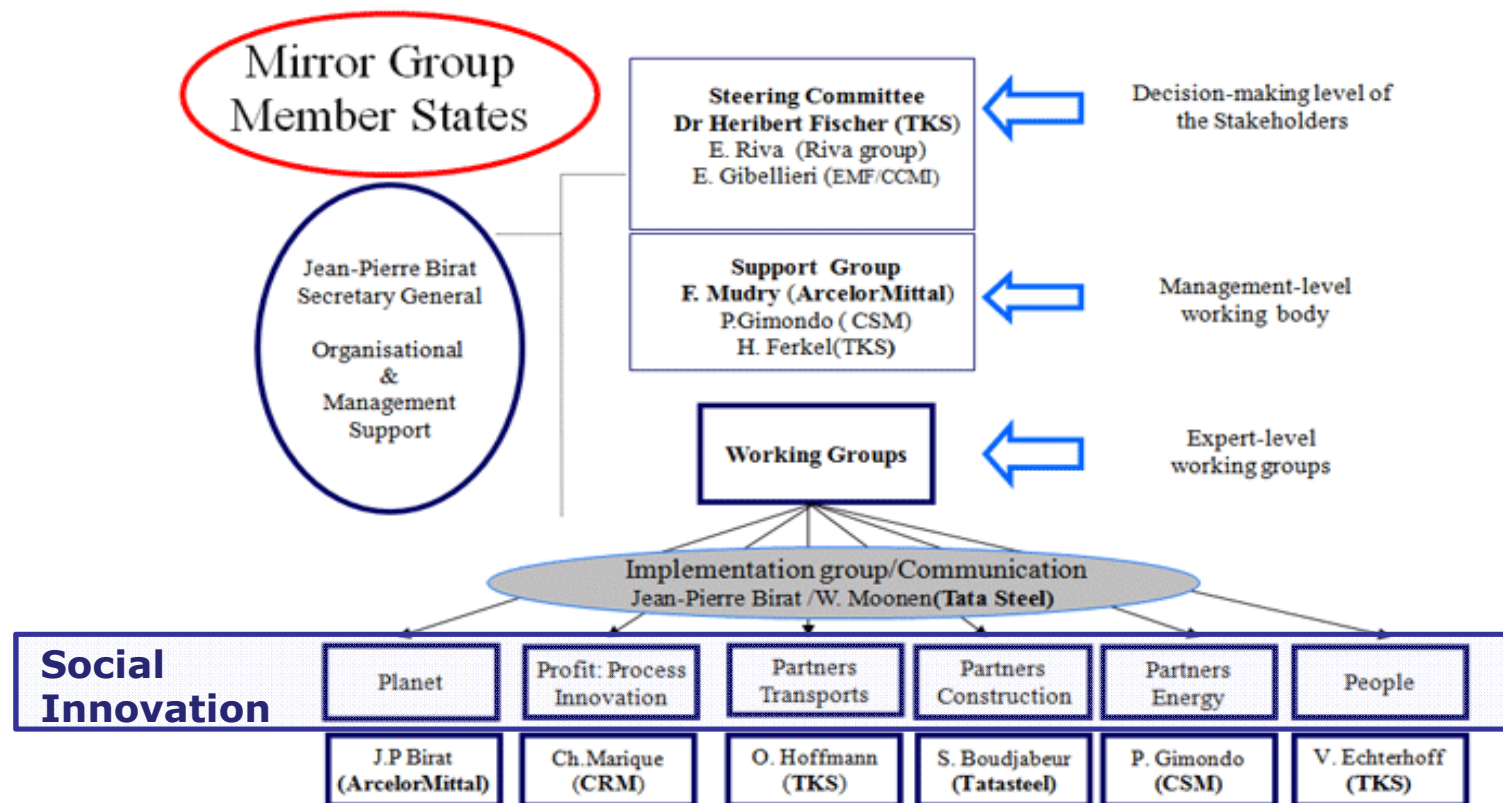 Mirror Group
Member States
Steering Committee
Dr Heribert Fischer (TKS)
E. Riva (Riva group)
E. Gibellieri (EMF/CCMI)
Decision-making level of
the Stakeholders
Jean-Pierre Birat
Secretary General
Organisational
&
Management
Support
Support Group
F. Mudry (ArcelorMittal)
P.Gimondo ( CSM)
H. Ferkel(TKS)
Management-level
working body
Working Groups
Expert-level
working groups
Implementation group/Communication
Jean-Pierre Birat /W. Moonen(Tata Steel)
Social
Innovation
Planet
Profit: Process
Innovation
Partners
Transports
Partners
Construction
Partners
Energy
People
J.P Birat
(ArcelorMittal)
Ch.Marique
(CRM)
O. Hoffmann
(TKS)
S. Boudjabeur
(Tatasteel)
P. Gimondo
(CSM)
V. Echterhoff
(TKS)